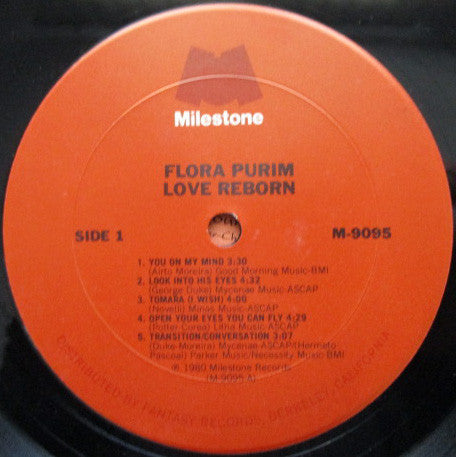 Milestone
FLORA PURIM
LOVE REBORN
SIDE 1
M-9095
1. YOU ON MY MIND 3:30
(Airto Moreira) Good Morning Music-BMI
2. LOOK INTO HIS EYES 4:32
(George Duke) Mycenae Music-ASCAP
3. TOMARA (I WISH) 4:00
(Novelli) Minas Music-ASCAP
4. OPEN YOUR EYES YOU CAN FLY 4:29
(Potter-Corea) Litha Music-ASCAP
5. TRANSITION/CONVERSATION 3:07
(Duke-Moreira) Mycenae-ASCAP/(Hermeto
Pascoal) Parker Music/Necessity Music-BMI
℗ 1980 Milestone Records
(M-9095-A)
DISTRIBUTED BY FANTASY RECORDS, BERKELEY, CALIFORNIA